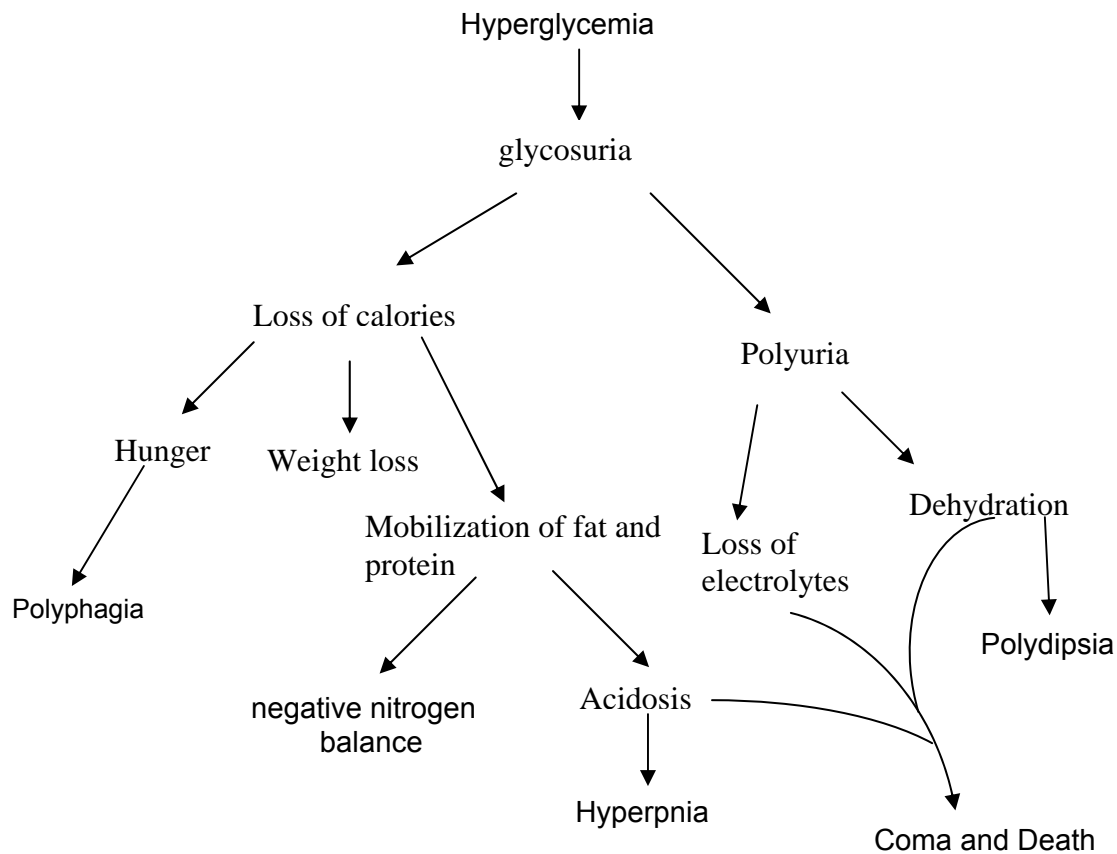 Hyperglycemia
glycosuria
Loss of calories
Polyuria
Hunger
Weight loss
Dehydration
Mobilization of fat and
protein
Loss of
electrolytes
Polyphagia
Polydipsia
negative nitrogen
balance
Acidosis
Hyperpnia
Coma and Death